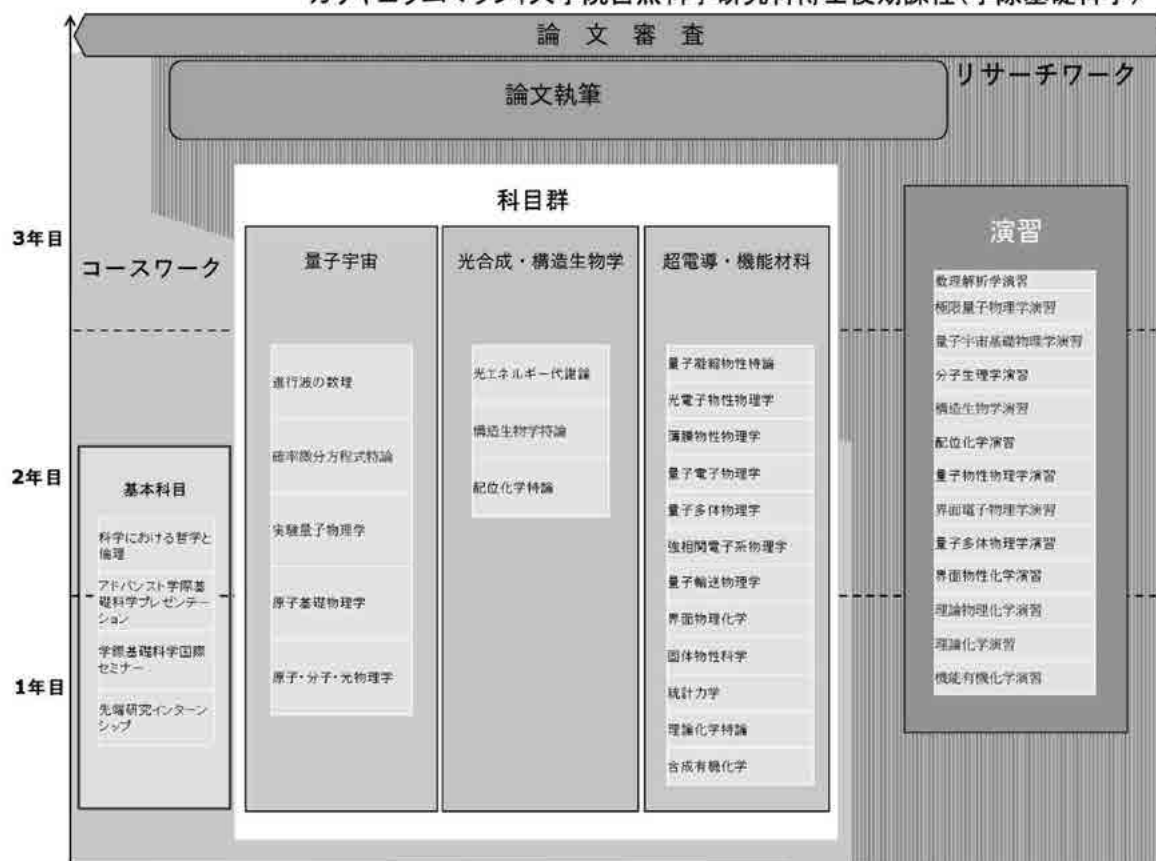 論 文 審 査
リサーチワーク
論文執筆
科目群
演習
3年目
コースワーク
量子宇宙
光合成・構造生物学
超電導・機能材料
数理解析学演習
極限量子物理学演習
量子宇宙基礎物理学演習
分子生理学演習
構造生物学演習
配位化学演習
量子物性物理学演習
界面電子物理学演習
量子多体物理学演習
界面物性化学演習
理論物理化学演習
理論化学演習
機能有機化学演習
進行波の数理
確率微分方程式特論
実験量子物理学
原子基礎物理学
原子・分子・光物理学
光エネルギー代謝論
構造生物学特論
配位化学特論
量子凝縮物性特論
光電子物性物理学
薄膜物性物理学
量子電子物理学
量子多体物理学
強相関電子系物理学
量子輸送物理学
界面物理化学
固体物性科学
統計力学
理論化学特論
合成有機化学
2年目
基本科目
科学における哲学と
倫理
アドバンスト学際基
礎科学プレゼンテー
ション
学際基礎科学国際
セミナー
先端研究インターン
シップ
1年目